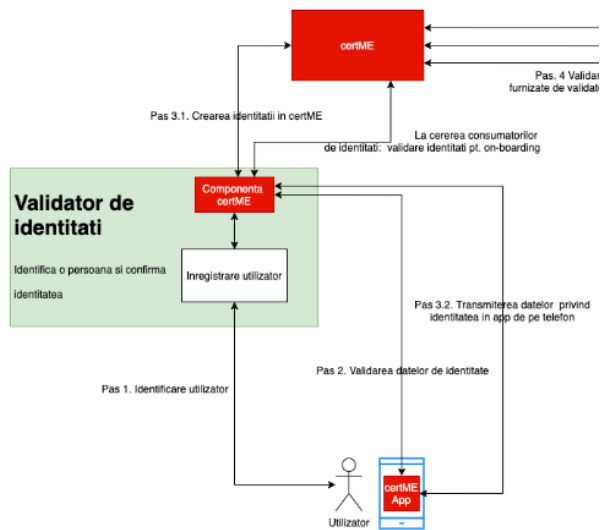 certME
Pas. 4 Validar
furnizate de validat
Pas 3.1. Crearea identitatii in certME
La cererea consumatorilor
de identitati: validare identitati pt. on-boarding
Componenta
certME
Validator de
identitati
Identifica o persoana si confirma
identitatea
Inregistrare utilizator
Pas 3.2. Transmiterea datelor privind
identitatea in app de pe telefon
Pas 2. Validarea datelor de identitate
Pas 1. Identificare utilizator
certME
App
Utilizator